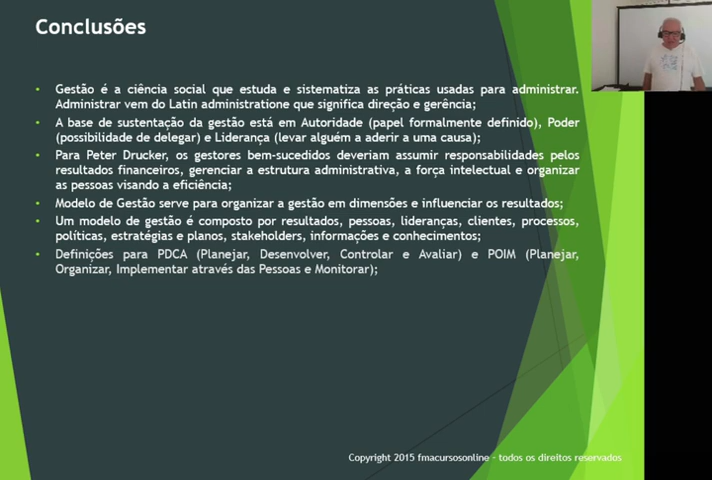 Conclusões
Gestão é a ciência social que estuda e sistematiza as práticas usadas para administrar.
Administrar vem do Latin administratione que significa direção e gerência;
A base de sustentação da gestão está em Autoridade (papel formalmente definido), Poder
(possibilidade de delegar) e Liderança (levar alguém a aderir a uma causa);
Para Peter Drucker, os gestores bem-sucedidos deveriam assumir responsabilidades pelos
resultados financeiros, gerenciar a estrutura administrativa, a força intelectual e organizar
as pessoas visando a eficiência;
Modelo de Gestão serve para organizar a gestão em dimensões e influenciar os resultados;
Um modelo de gestão é composto por resultados, pessoas, lideranças, clientes, processos,
políticas, estratégias e planos, stakeholders, informações e conhecimentos;
Definições para PDCA (Planejar, Desenvolver, Controlar e Avaliar) e POIM (Planejar,
Organizar, Implementar através das Pessoas e Monitorar);
Copyright 2015 fmacursosonline - todos os direitos reservados